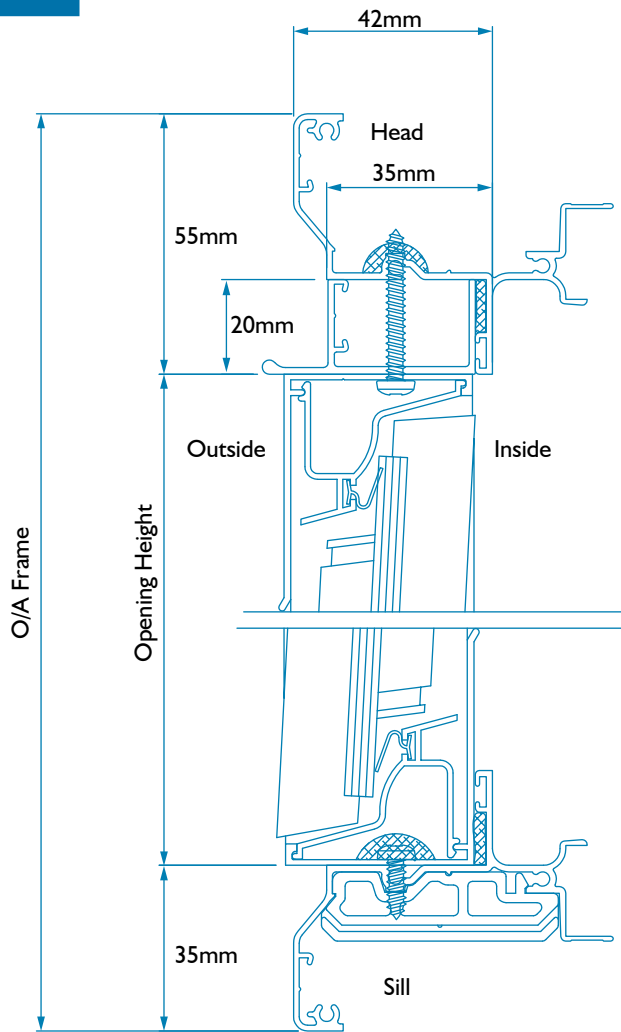 42mm
Head
35mm
55mm
20mm
Outside
Inside
O/A Frame
Opening Height
35mm
Sill